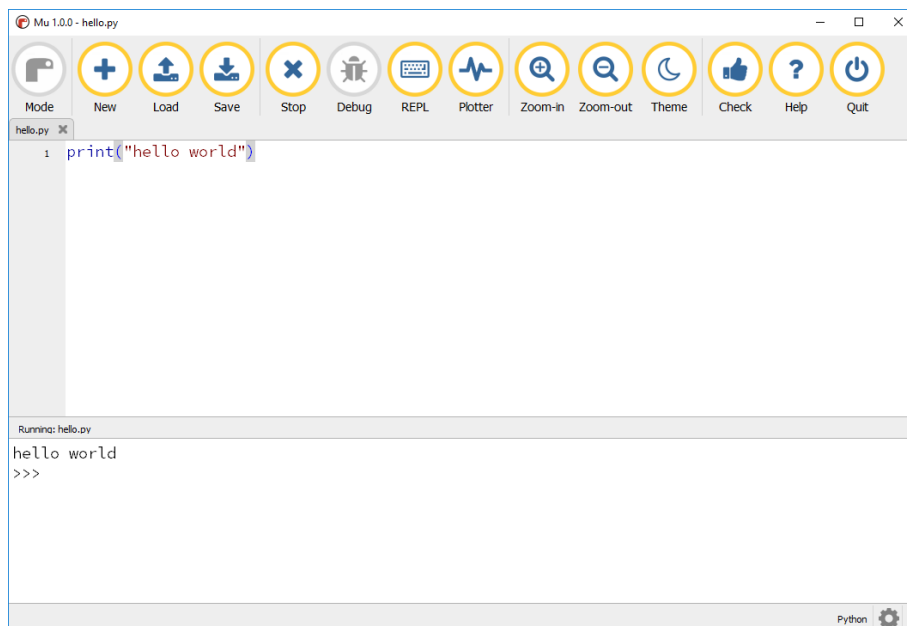 Mu 1.0.0 - hello.py
Mode New Load Save Stop Debug REPL Plotter Zoom-in Zoom-out Theme Check Help Quit
hello.py
1 print("hello world")
Running: hello.py
hello world
>>>
Python